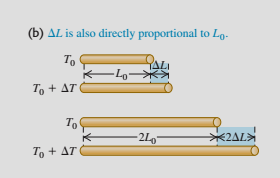 (b) ΔL is also directly proportional to L₀.
T₀
ΔL
L₀
T₀ + ΔT
T₀
2L₀
2ΔL
T₀ + ΔT